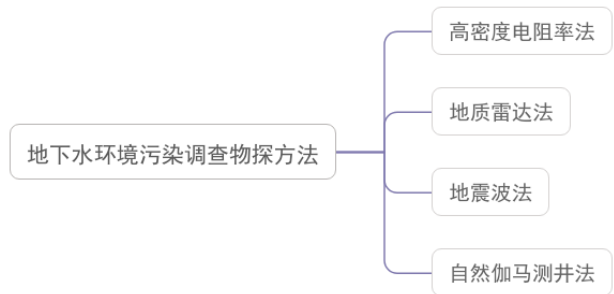 地下水环境污染调查物探方法
高密度电阻率法
地质雷达法
地震波法
自然伽马测井法